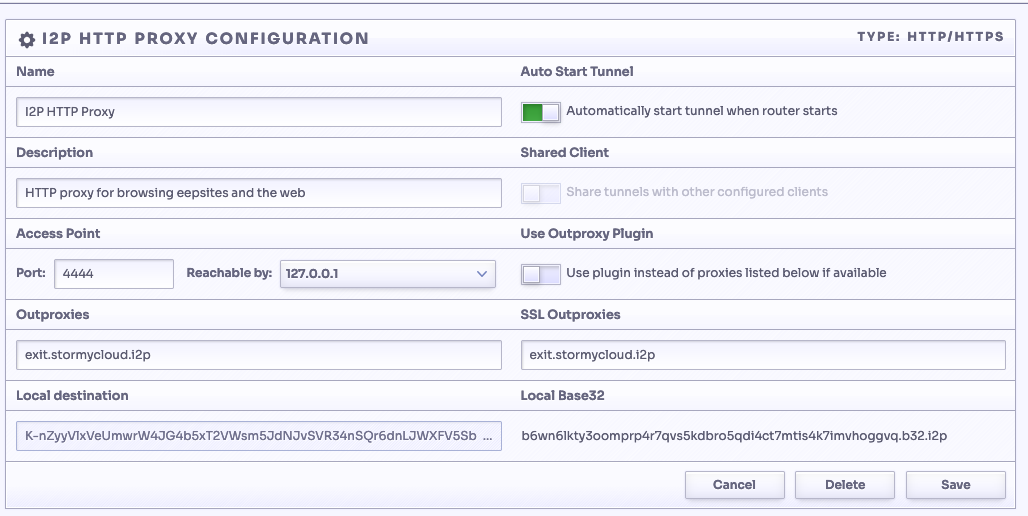 I2P HTTP PROXY CONFIGURATION TYPE: HTTP/HTTPS
Name Auto Start Tunnel
I2P HTTP Proxy Automatically start tunnel when router starts
Description Shared Client
HTTP proxy for browsing eepsites and the web Share tunnels with other configured clients
Access Point Use Outproxy Plugin
Port: 4444 Reachable by: 127.0.0.1 Use plugin instead of proxies listed below if available
Outproxies SSL Outproxies
exit.stormycloud.i2p exit.stormycloud.i2p
Local destination Local Base32
K-nZyyVlxVeUmwrW4JG4b5xT2VWsm5JdNJvSVR34nSQr6dnLJWXFV5Sb ... b6wn6lkty3oomprp4r7qvs5kdbro5qdi4ct7mtis4k7imvhoggvq.b32.i2p
Cancel Delete Save